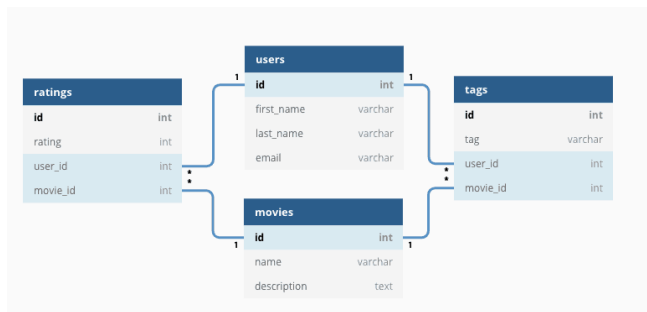 users
id int
first_name varchar
last_name varchar
email varchar
ratings
id int
rating int
user_id int
movie_id int
tags
id int
tag varchar
user_id int
movie_id int
movies
id int
name varchar
description text
1
1
*
*
*
*
1
1